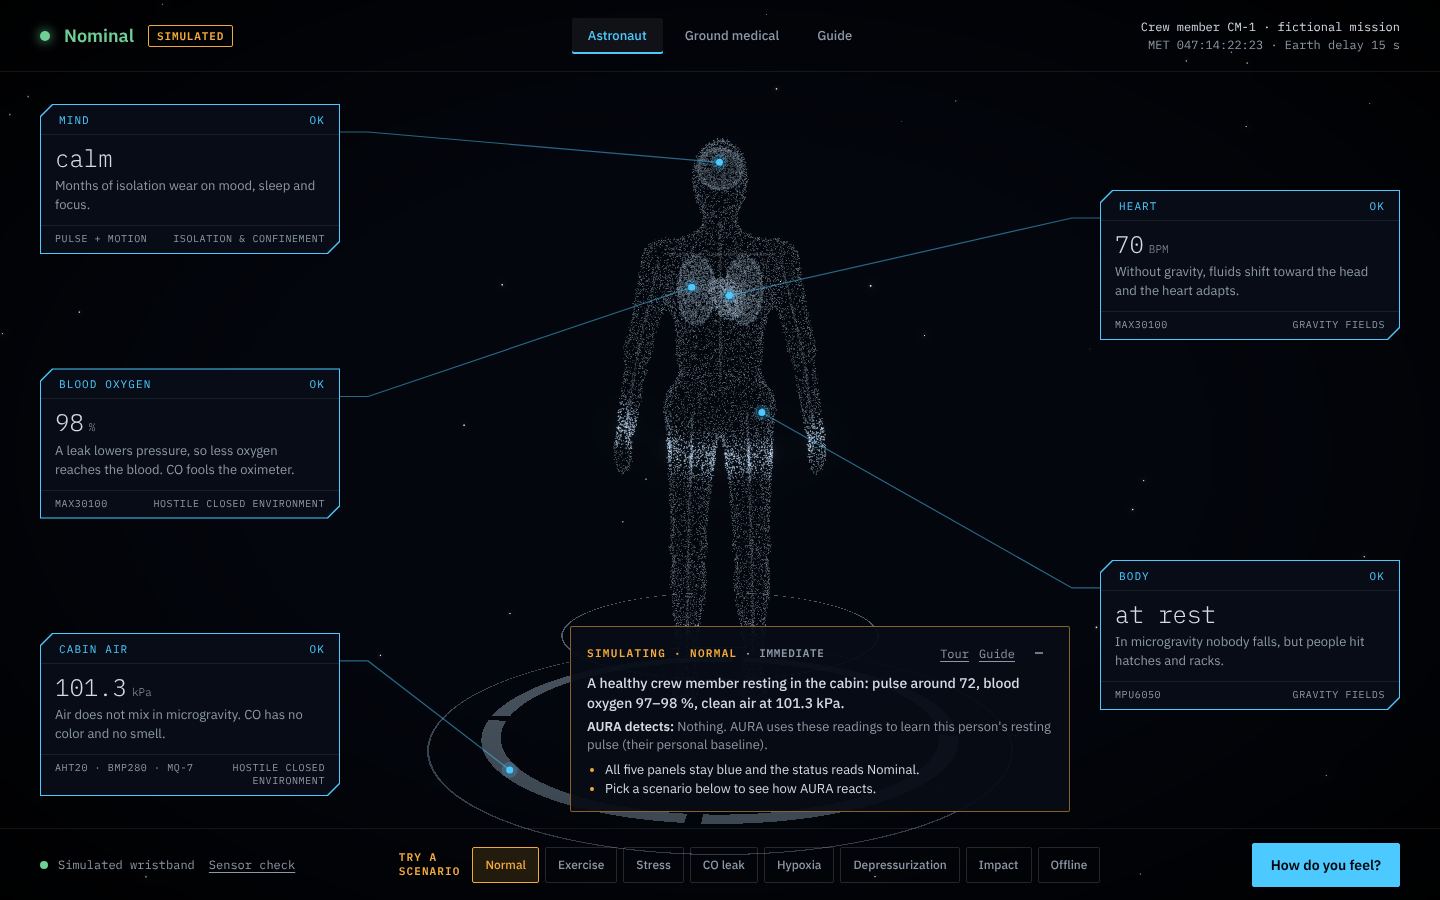 Nominal
SIMULATED
Astronaut
Ground medical
Guide
Crew member CM-1 · fictional mission
MET 047:14:22:23 · Earth delay 15 s
MIND
OK
calm
Months of isolation wear on mood, sleep and
focus.
PULSE + MOTION
ISOLATION & CONFINEMENT
HEART
OK
70 BPM
Without gravity, fluids shift toward the head
and the heart adapts.
MAX30100
GRAVITY FIELDS
BLOOD OXYGEN
OK
98 %
A leak lowers pressure, so less oxygen
reaches the blood. CO fools the oximeter.
MAX30100
HOSTILE CLOSED ENVIRONMENT
BODY
OK
at rest
In microgravity nobody falls, but people hit
hatches and racks.
MPU6050
GRAVITY FIELDS
CABIN AIR
OK
101.3 kPa
Air does not mix in microgravity. CO has no
color and no smell.
AHT20 · BMP280 · MQ-7
HOSTILE CLOSED
ENVIRONMENT
SIMULATING · NORMAL · IMMEDIATE
Tour
Guide
–
A healthy crew member resting in the cabin: pulse around 72, blood
oxygen 97–98 %, clean air at 101.3 kPa.
AURA detects: Nothing. AURA uses these readings to learn this person's resting
pulse (their personal baseline).
• All five panels stay blue and the status reads Nominal.
• Pick a scenario below to see how AURA reacts.
Simulated wristband
Sensor check
TRY A
SCENARIO
Normal
Exercise
Stress
CO leak
Hypoxia
Depressurization
Impact
Offline
How do you feel?